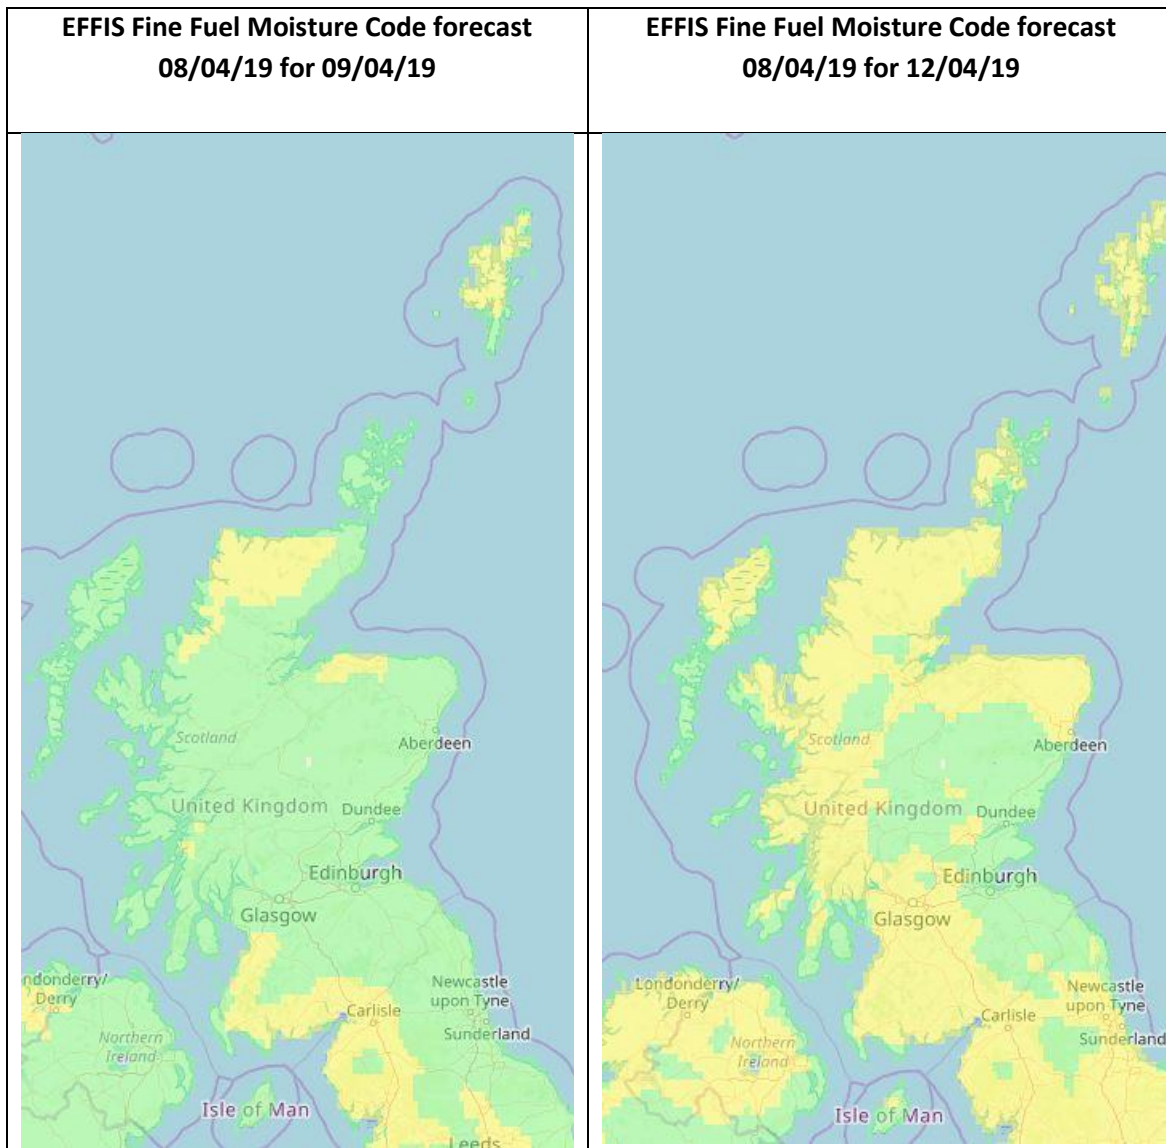 EFFIS Fine Fuel Moisture Code forecast
08/04/19 for 09/04/19
EFFIS Fine Fuel Moisture Code forecast
08/04/19 for 12/04/19
Scotland
Aberdeen
United Kingdom
Dundee
Edinburgh
Glasgow
ndonderry/
Derry
Newcastle
upon Tyne
Carlisle
Sunderland
Northern
Ireland
Isle of Man
Leeds
Scotland
Aberdeen
United Kingdom
Dundee
Edinburgh
Glasgow
Londonderry/
Derry
Newcastle
upon Tyne
Carlisle
Sunderland
Northern
Ireland
Isle of Man